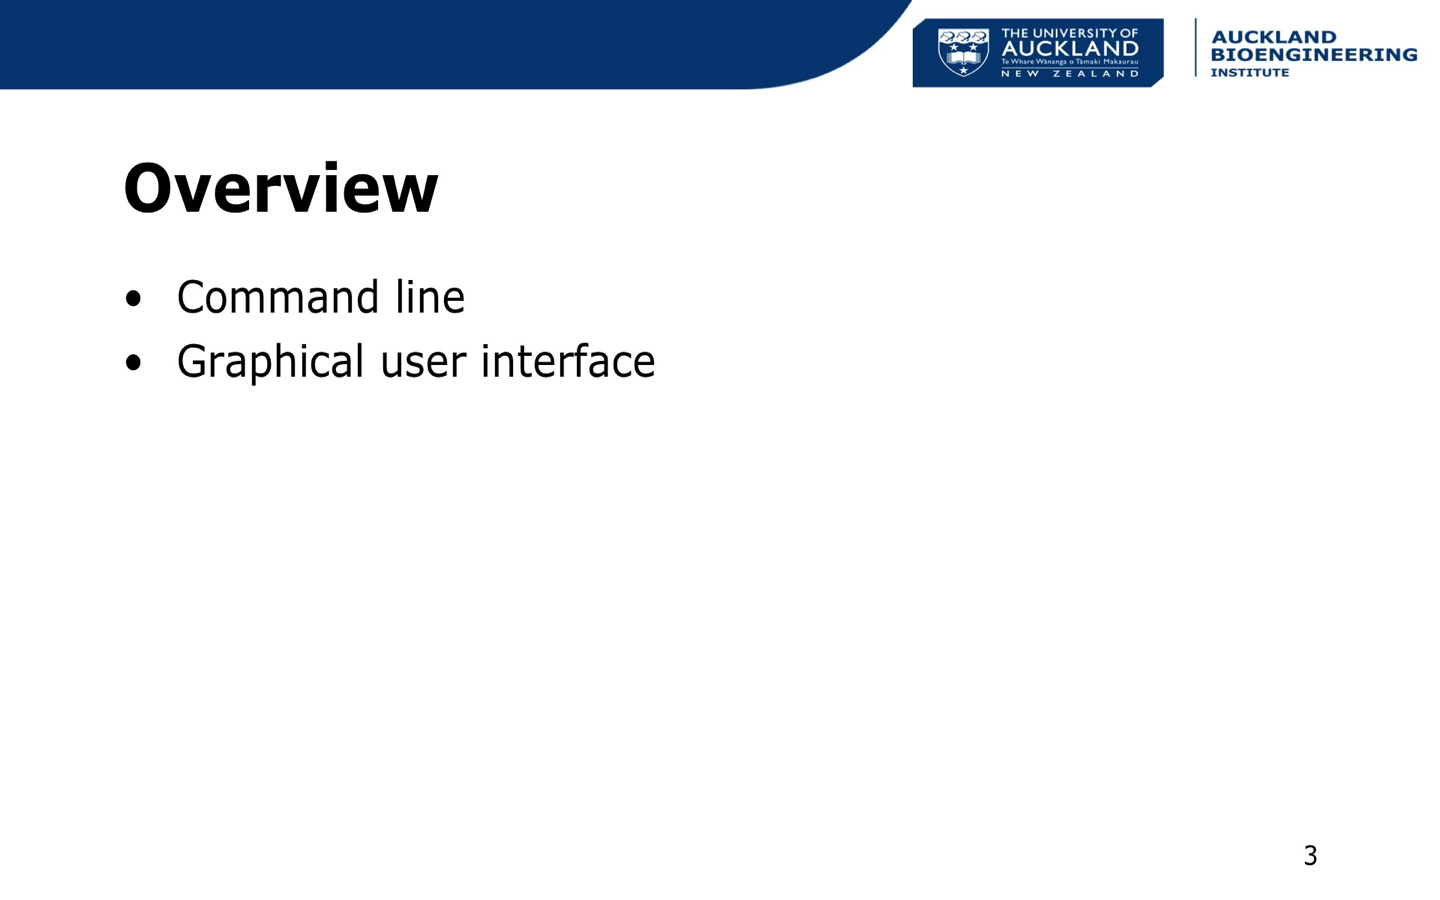 THE UNIVERSITY OF
AUCKLAND
Te Whare Wānanga o Tāmaki Makaurau
NEW ZEALAND
AUCKLAND
BIOENGINEERING
INSTITUTE
Overview
• Command line
• Graphical user interface
3